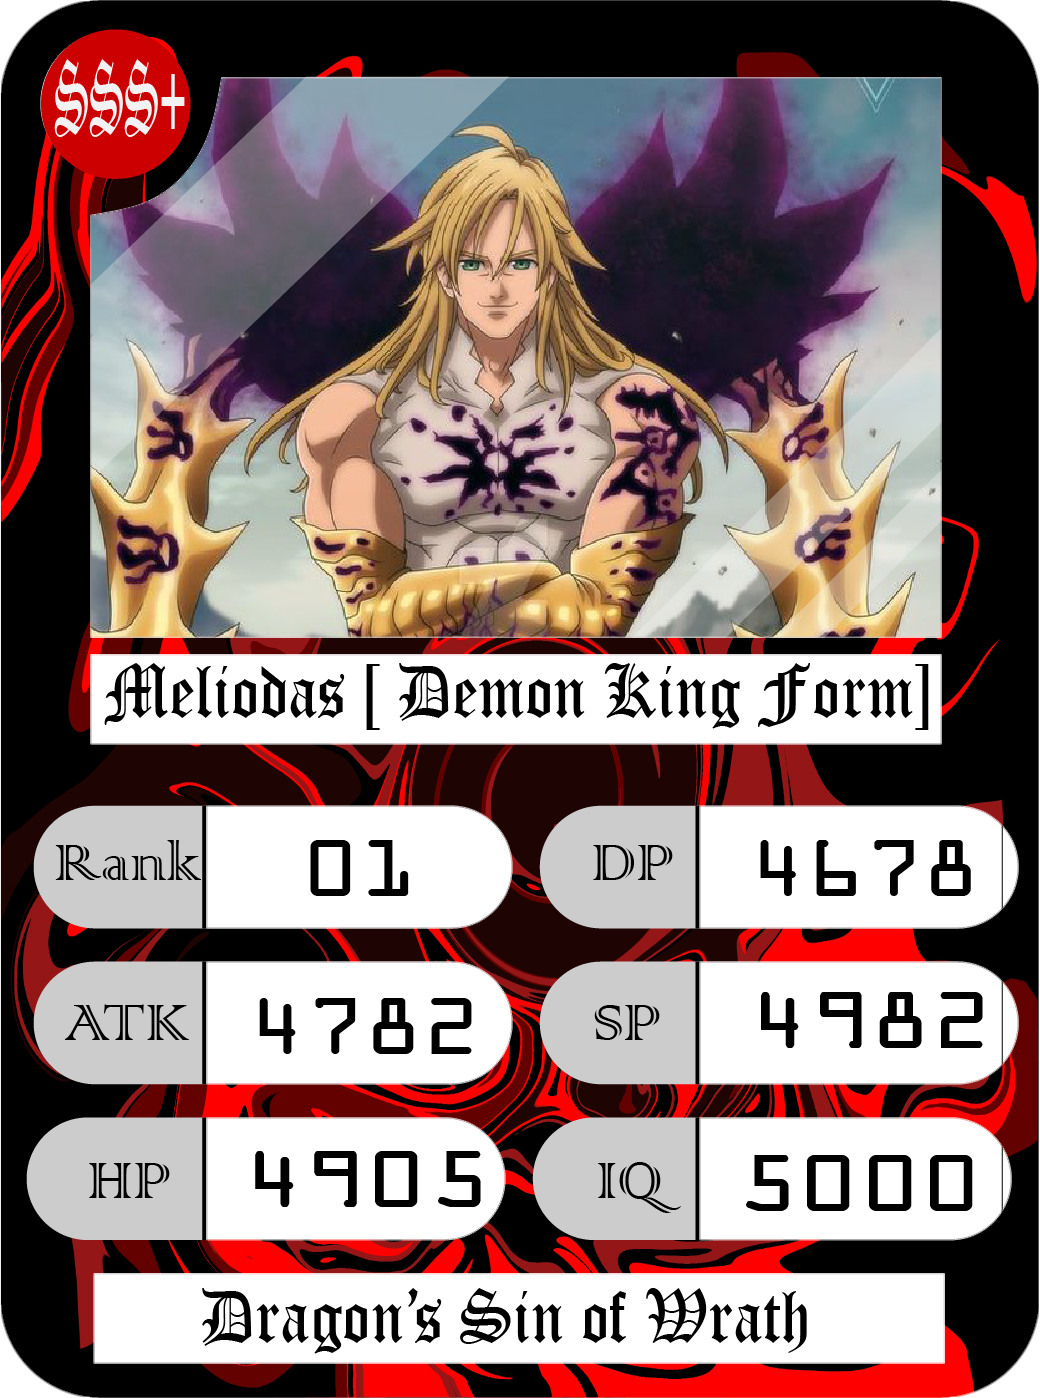 SSS+
Meliodas [ Demon King Form]
Rank 01 DP 4678
ATK 4782 SP 4982
HP 4905 IQ 5000
Dragon's Sin of Wrath